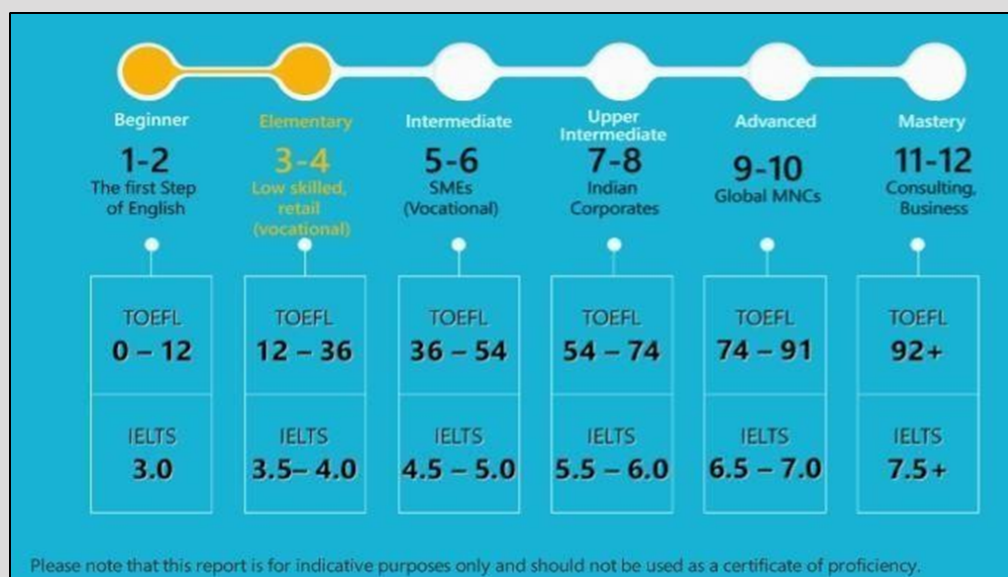 Beginner
Elementary
Intermediate
Upper
Intermediate
Advanced
Mastery
1-2
The first Step
of English
3-4
Low skilled,
retail
(vocational)
5-6
SMEs
(Vocational)
7-8
Indian
Corporates
9-10
Global MNCs
11-12
Consulting,
Business
TOEFL
0 – 12
TOEFL
12 – 36
TOEFL
36 – 54
TOEFL
54 – 74
TOEFL
74 – 91
TOEFL
92+
IELTS
3.0
IELTS
3.5– 4.0
IELTS
4.5 – 5.0
IELTS
5.5 – 6.0
IELTS
6.5 – 7.0
IELTS
7.5+
Please note that this report is for indicative purposes only and should not be used as a certificate of proficiency.